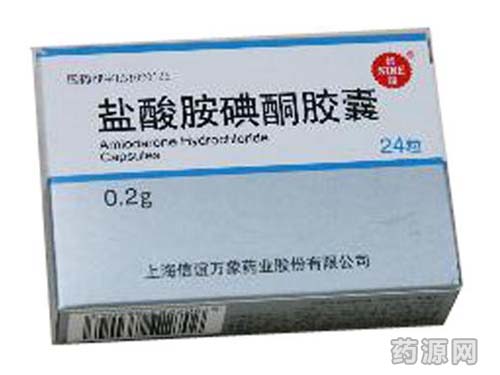 盐酸胺碘酮胶囊
SINE
Amiodarone Hydrochloride
Capsules
24粒
0.2g
上海信谊万象药业股份有限公司
药源网